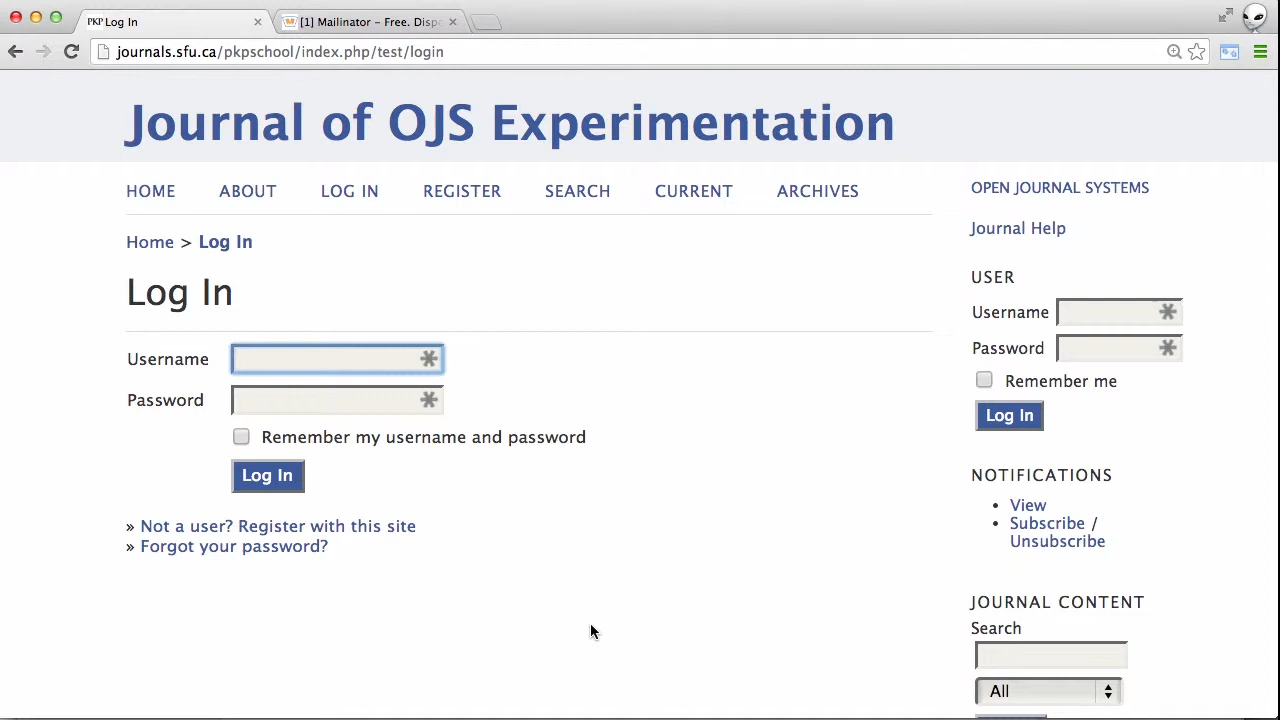 PKP Log In
[1] Mailinator - Free. Dispo
journals.sfu.ca/pkpschool/index.php/test/login
Journal of OJS Experimentation
HOME ABOUT LOG IN REGISTER SEARCH CURRENT ARCHIVES
Home > Log In
Log In
Username
Password
Remember my username and password
Log In
» Not a user? Register with this site
» Forgot your password?
OPEN JOURNAL SYSTEMS
Journal Help
USER
Username
Password
Remember me
Log In
NOTIFICATIONS
• View
• Subscribe /
Unsubscribe
JOURNAL CONTENT
Search
All